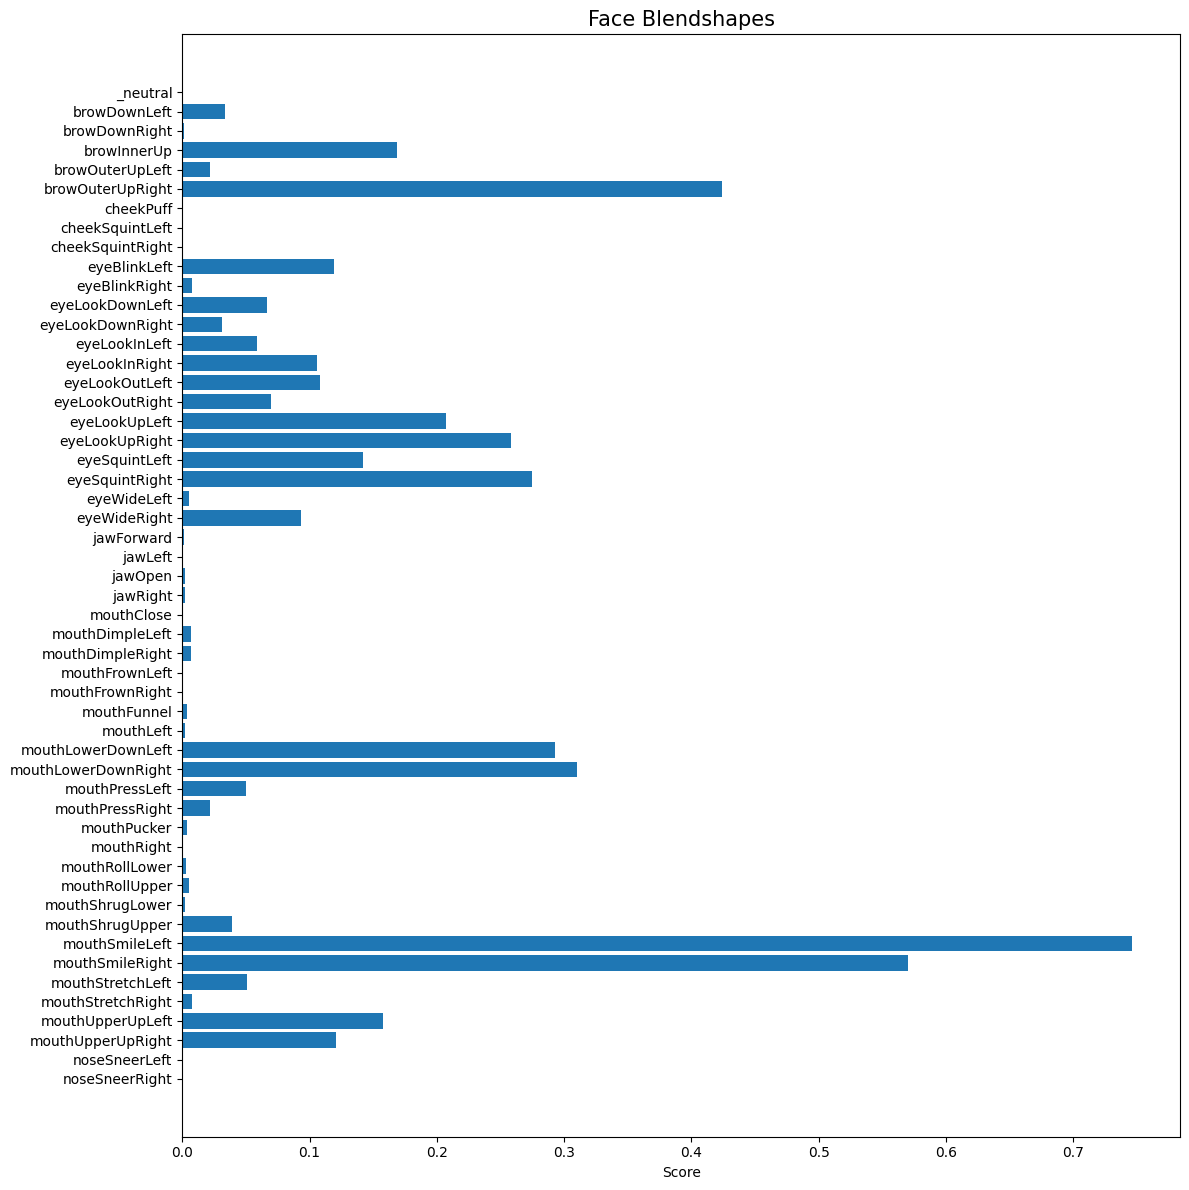 Face Blendshapes
_neutral
browDownLeft
browDownRight
browInnerUp
browOuterUpLeft
browOuterUpRight
cheekPuff
cheekSquintLeft
cheekSquintRight
eyeBlinkLeft
eyeBlinkRight
eyeLookDownLeft
eyeLookDownRight
eyeLookInLeft
eyeLookInRight
eyeLookOutLeft
eyeLookOutRight
eyeLookUpLeft
eyeLookUpRight
eyeSquintLeft
eyeSquintRight
eyeWideLeft
eyeWideRight
jawForward
jawLeft
jawOpen
jawRight
mouthClose
mouthDimpleLeft
mouthDimpleRight
mouthFrownLeft
mouthFrownRight
mouthFunnel
mouthLeft
mouthLowerDownLeft
mouthLowerDownRight
mouthPressLeft
mouthPressRight
mouthPucker
mouthRight
mouthRollLower
mouthRollUpper
mouthShrugLower
mouthShrugUpper
mouthSmileLeft
mouthSmileRight
mouthStretchLeft
mouthStretchRight
mouthUpperUpLeft
mouthUpperUpRight
noseSneerLeft
noseSneerRight
0.0 0.1 0.2 0.3 0.4 0.5 0.6 0.7
Score